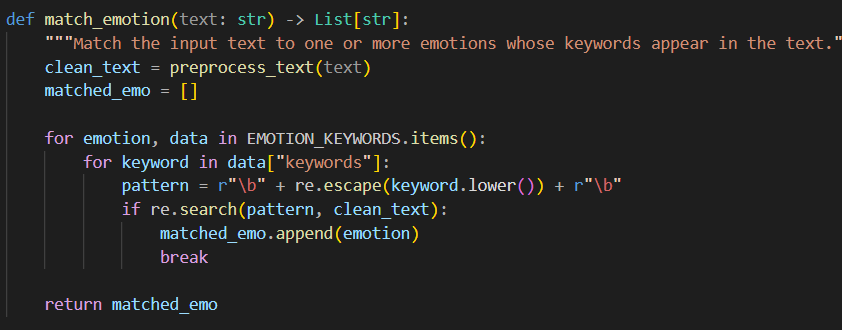 def match_emotion(text: str) -> List[str]:
    """Match the input text to one or more emotions whose keywords appear in the text."
    clean_text = preprocess_text(text)
    matched_emo = []

    for emotion, data in EMOTION_KEYWORDS.items():
        for keyword in data["keywords"]:
            pattern = r"\b" + re.escape(keyword.lower()) + r"\b"
            if re.search(pattern, clean_text):
                matched_emo.append(emotion)
                break

    return matched_emo